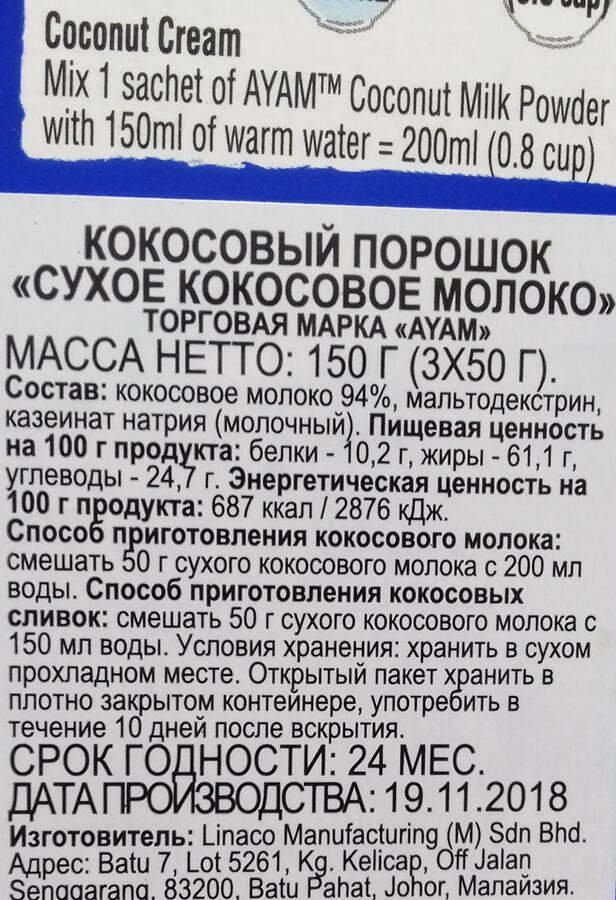 Coconut Cream
Mix 1 sachet of AYAM™ Coconut Milk Powder
with 150ml of warm water = 200ml (0.8 cup)
КОКОСОВЫЙ ПОРОШОК
«СУХОЕ КОКОСОВОЕ МОЛОКО»
ТОРГОВАЯ МАРКА «AYAM»
МАССА НЕТТО: 150 Г (3Х50 Г).
Состав: кокосовое молоко 94%, мальтодекстрин,
казеинат натрия (молочный). Пищевая ценность
на 100 г продукта: белки - 10,2 г, жиры - 61,1 г,
углеводы - 24,7 г. Энергетическая ценность на
100 г продукта: 687 ккал / 2876 кДж.
Способ приготовления кокосового молока:
смешать 50 г сухого кокосового молока с 200 мл
воды. Способ приготовления кокосовых
сливок: смешать 50 г сухого кокосового молока с
150 мл воды. Условия хранения: хранить в сухом
прохладном месте. Открытый пакет хранить в
плотно закрытом контейнере, употребить в
течение 10 дней после вскрытия.
СРОК ГОДНОСТИ: 24 МЕС.
ДАТА ПРОИЗВОДСТВА: 19.11.2018
Изготовитель: Linaco Manufacturing (M) Sdn Bhd.
Адрес: Batu 7, Lot 5261, Kg. Kelicap, Off Jalan
Senggarang, 83200, Batu Pahat, Johor, Малайзия.